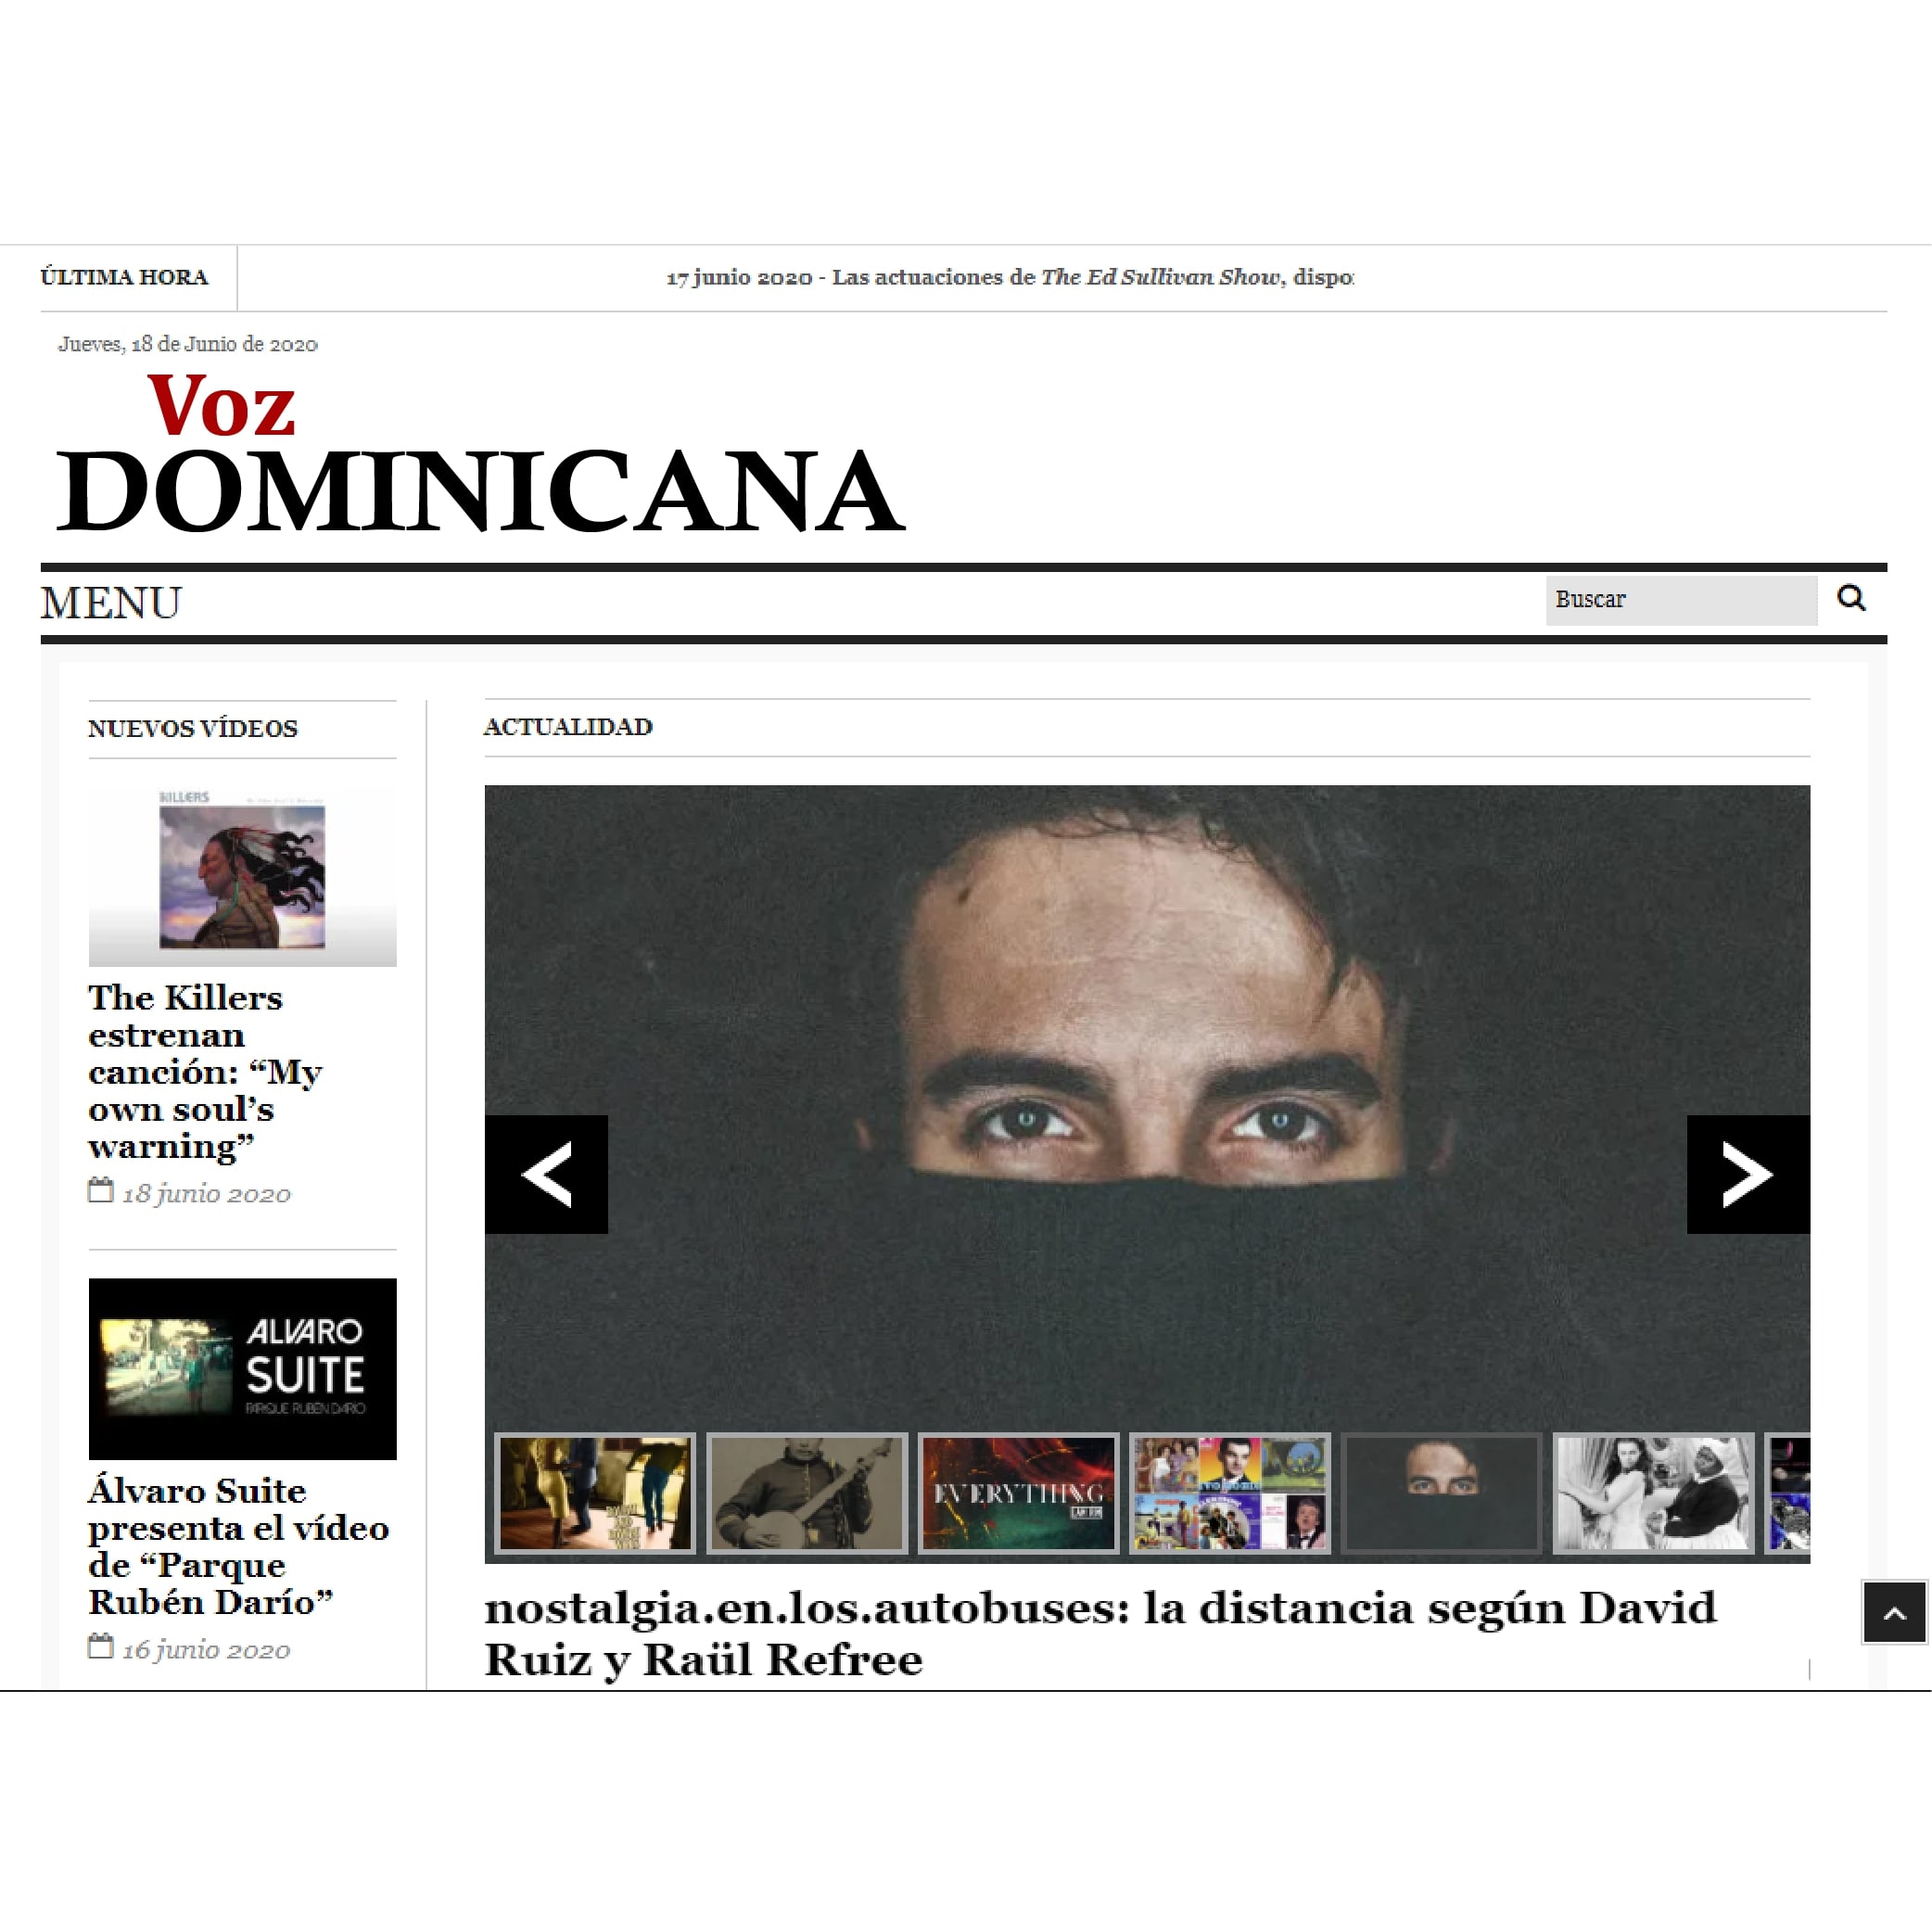 ÚLTIMA HORA
17 junio 2020 - Las actuaciones de The Ed Sullivan Show, dispo
Jueves, 18 de Junio de 2020
Voz
DOMINICANA
MENU
Buscar
NUEVOS VÍDEOS
KILLERS
The Killers
estrenan
canción: “My
own soul’s
warning”
18 junio 2020
ALVARO
SUITE
PARQUE RUBÉN DARÍO
Álvaro Suite
presenta el vídeo
de “Parque
Rubén Darío”
16 junio 2020
ACTUALIDAD
EVERYTHING
nostalgia.en.los.autobuses: la distancia según David
Ruiz y Raül Refree